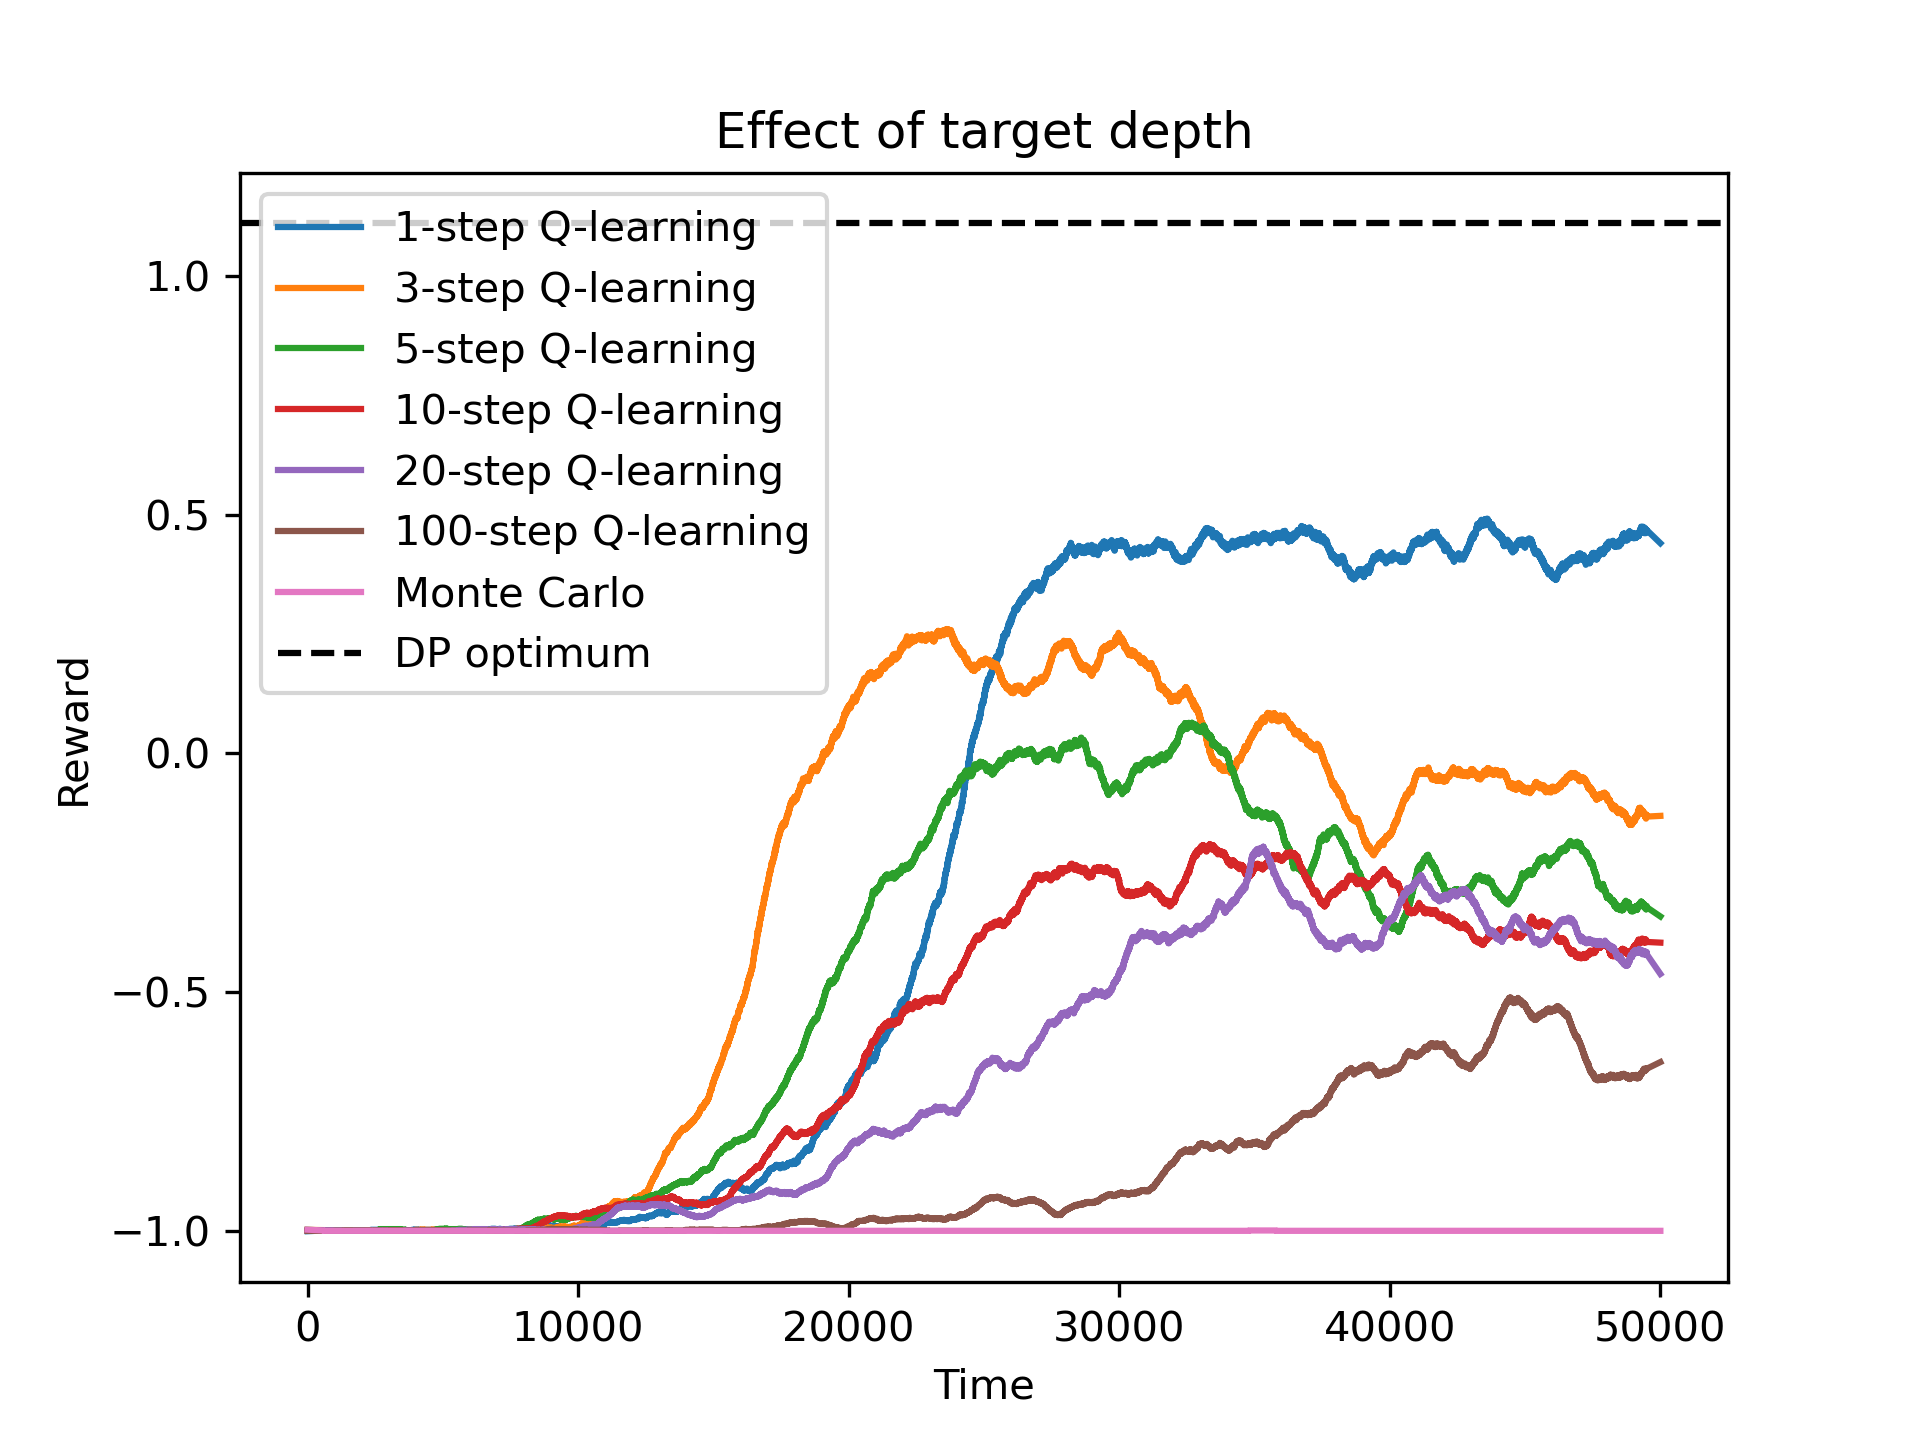 Effect of target depth
1-step Q-learning
3-step Q-learning
5-step Q-learning
10-step Q-learning
20-step Q-learning
100-step Q-learning
Monte Carlo
DP optimum
1.0
0.5
0.0
−0.5
−1.0
Reward
0 10000 20000 30000 40000 50000
Time